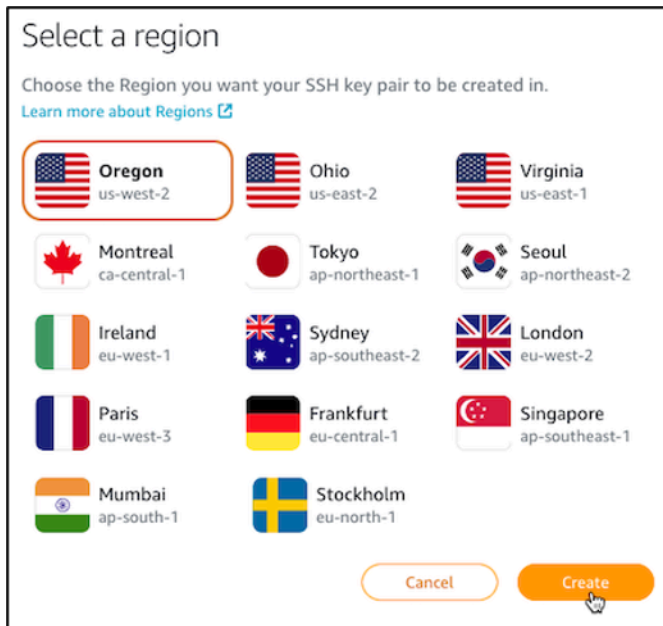 Select a region
Choose the Region you want your SSH key pair to be created in.
Learn more about Regions
Oregon
us-west-2
Ohio
us-east-2
Virginia
us-east-1
Montreal
ca-central-1
Tokyo
ap-northeast-1
Seoul
ap-northeast-2
Ireland
eu-west-1
Sydney
ap-southeast-2
London
eu-west-2
Paris
eu-west-3
Frankfurt
eu-central-1
Singapore
ap-southeast-1
Mumbai
ap-south-1
Stockholm
eu-north-1
Cancel
Create